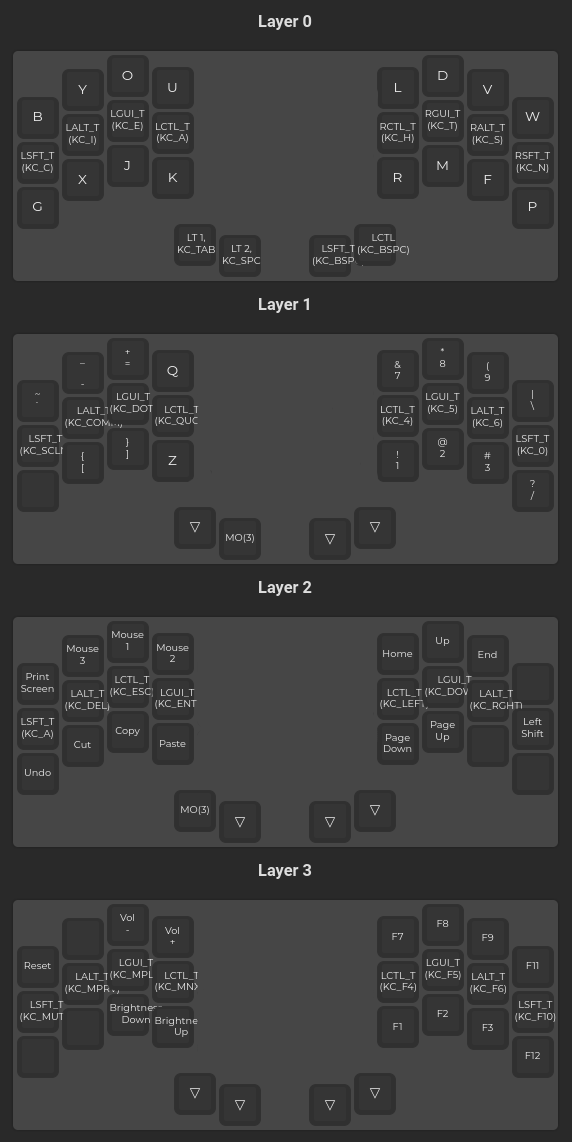 Layer 0
B
Y
O
U
L
D
V
W
LSFT_T
(KC_C)
LALT_T
(KC_I)
LGUI_T
(KC_E)
LCTL_T
(KC_A)
RCTL_T
(KC_H)
RGUI_T
(KC_T)
RALT_T
(KC_S)
RSFT_T
(KC_N)
G
X
J
K
R
M
F
P
LT 1,
KC_TAB
LT 2,
KC_SPC
LSFT_T
(KC_BSP
LCTL
(KC_BSPC)
Layer 1
~
`
_
-
+
=
Q
&
7
*
8
(
9
|
\
LSFT_T
(KC_SCLN
LALT_T
(KC_COMM)
LGUI_T
(KC_DOT
LCTL_T
(KC_QUO
LCTL_T
(KC_4)
LGUI_T
(KC_5)
LALT_T
(KC_6)
LSFT_T
(KC_0)
{
[
}
]
Z
!
1
@
2
#
3
?
/
▽
MO(3)
▽
▽
Layer 2
Print
Screen
Mouse
3
Mouse
1
Mouse
2
Home
Up
End
LSFT_T
(KC_A)
LALT_T
(KC_DEL)
LCTL_T
(KC_ESC)
LGUI_T
(KC_ENT
LCTL_T
(KC_LEFT)
LGUI_T
(KC_DOW
LALT_T
(KC_RGHT)
Left
Shift
Undo
Cut
Copy
Paste
Page
Down
Page
Up
MO(3)
▽
▽
▽
Layer 3
Reset
Vol
-
Vol
+
F7
F8
F9
F11
LSFT_T
(KC_MUT
LALT_T
(KC_MPRV)
LGUI_T
(KC_MPL
LCTL_T
(KC_MNX
LCTL_T
(KC_F4)
LGUI_T
(KC_F5)
LALT_T
(KC_F6)
LSFT_T
(KC_F10)
Brightness
Down
Brightne
Up
F1
F2
F3
F12
▽
▽
▽
▽